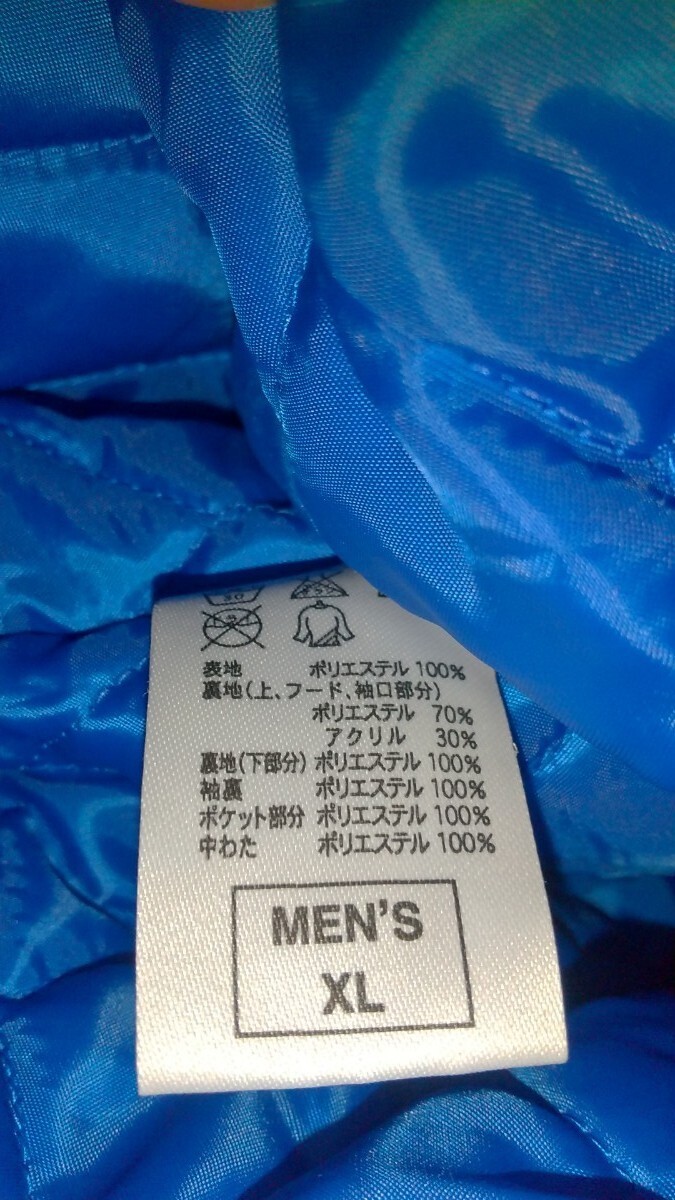 30
表地 ポリエステル 100%
裏地(上、フード、袖口部分)
ポリエステル 70%
アクリル 30%
裏地(下部分) ポリエステル 100%
袖裏 ポリエステル 100%
ポケット部分 ポリエステル 100%
中わた ポリエステル 100%
MEN'S
XL